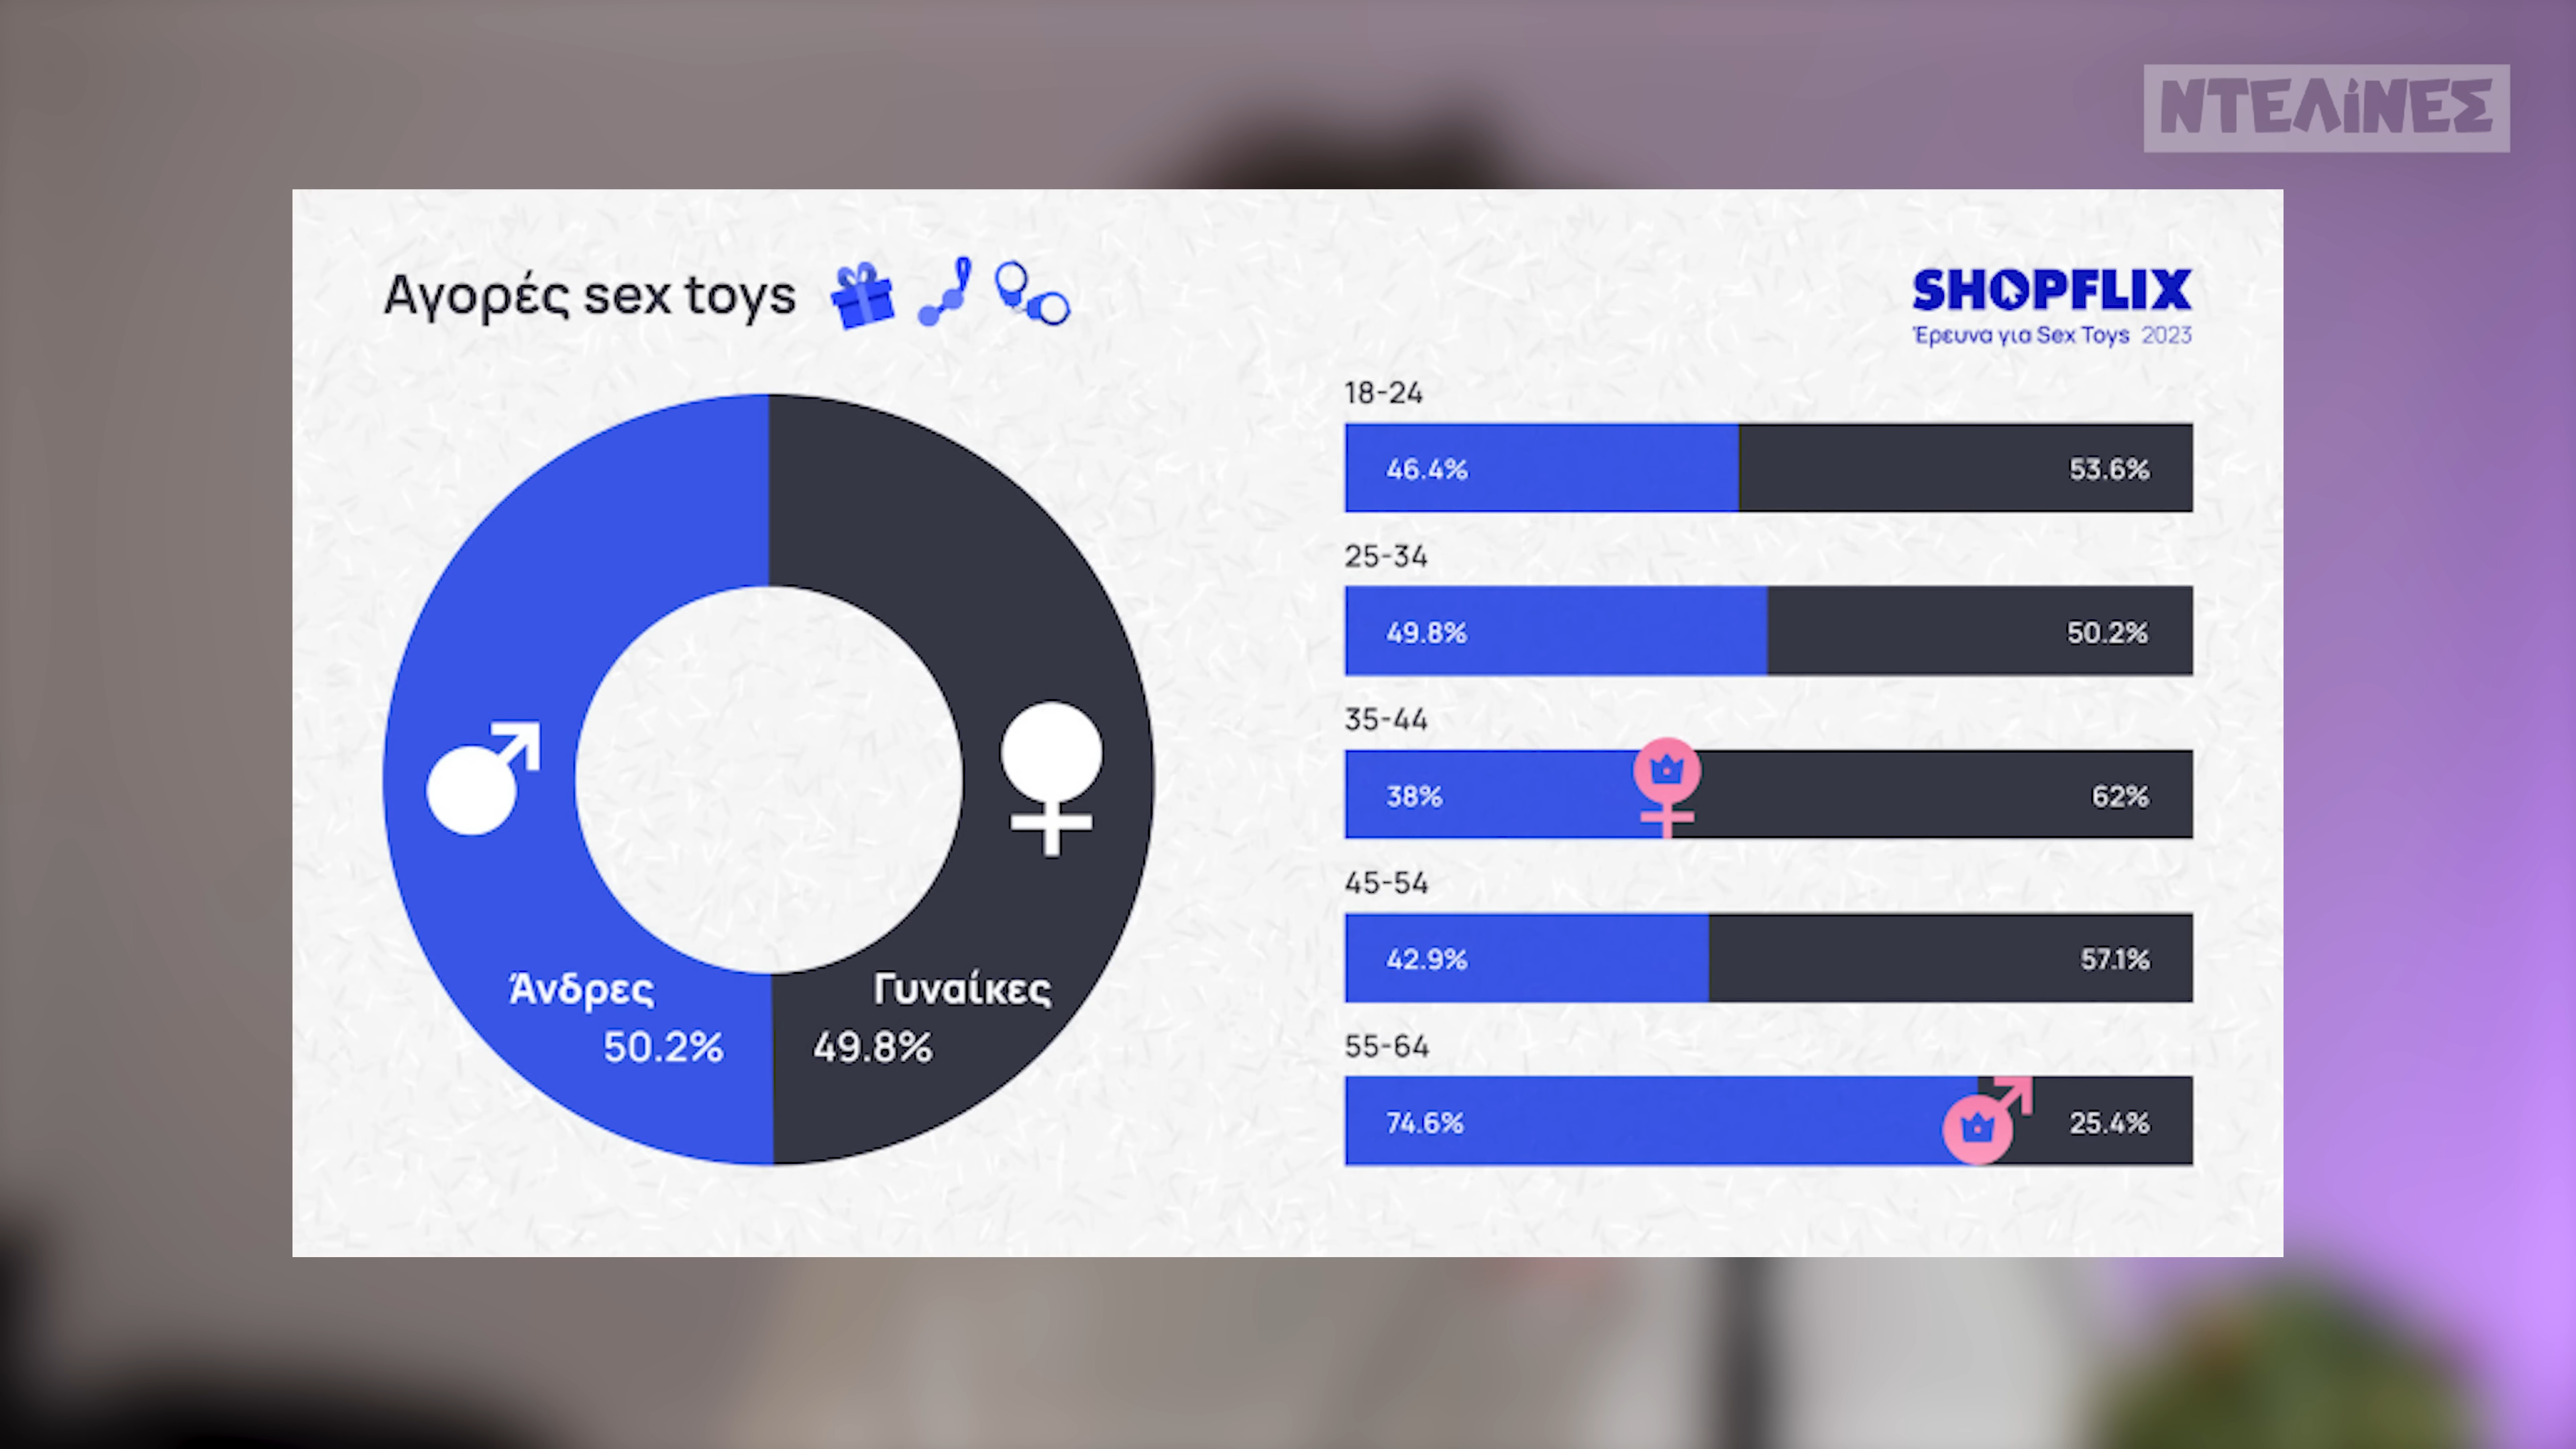 ΝΤΕΛίΝΕΣ
Αγορές sex toys
SHOPFLIX
Έρευνα για Sex Toys 2023
Άνδρες
50.2%
Γυναίκες
49.8%
18-24
46.4% 53.6%
25-34
49.8% 50.2%
35-44
38% 62%
45-54
42.9% 57.1%
55-64
74.6% 25.4%